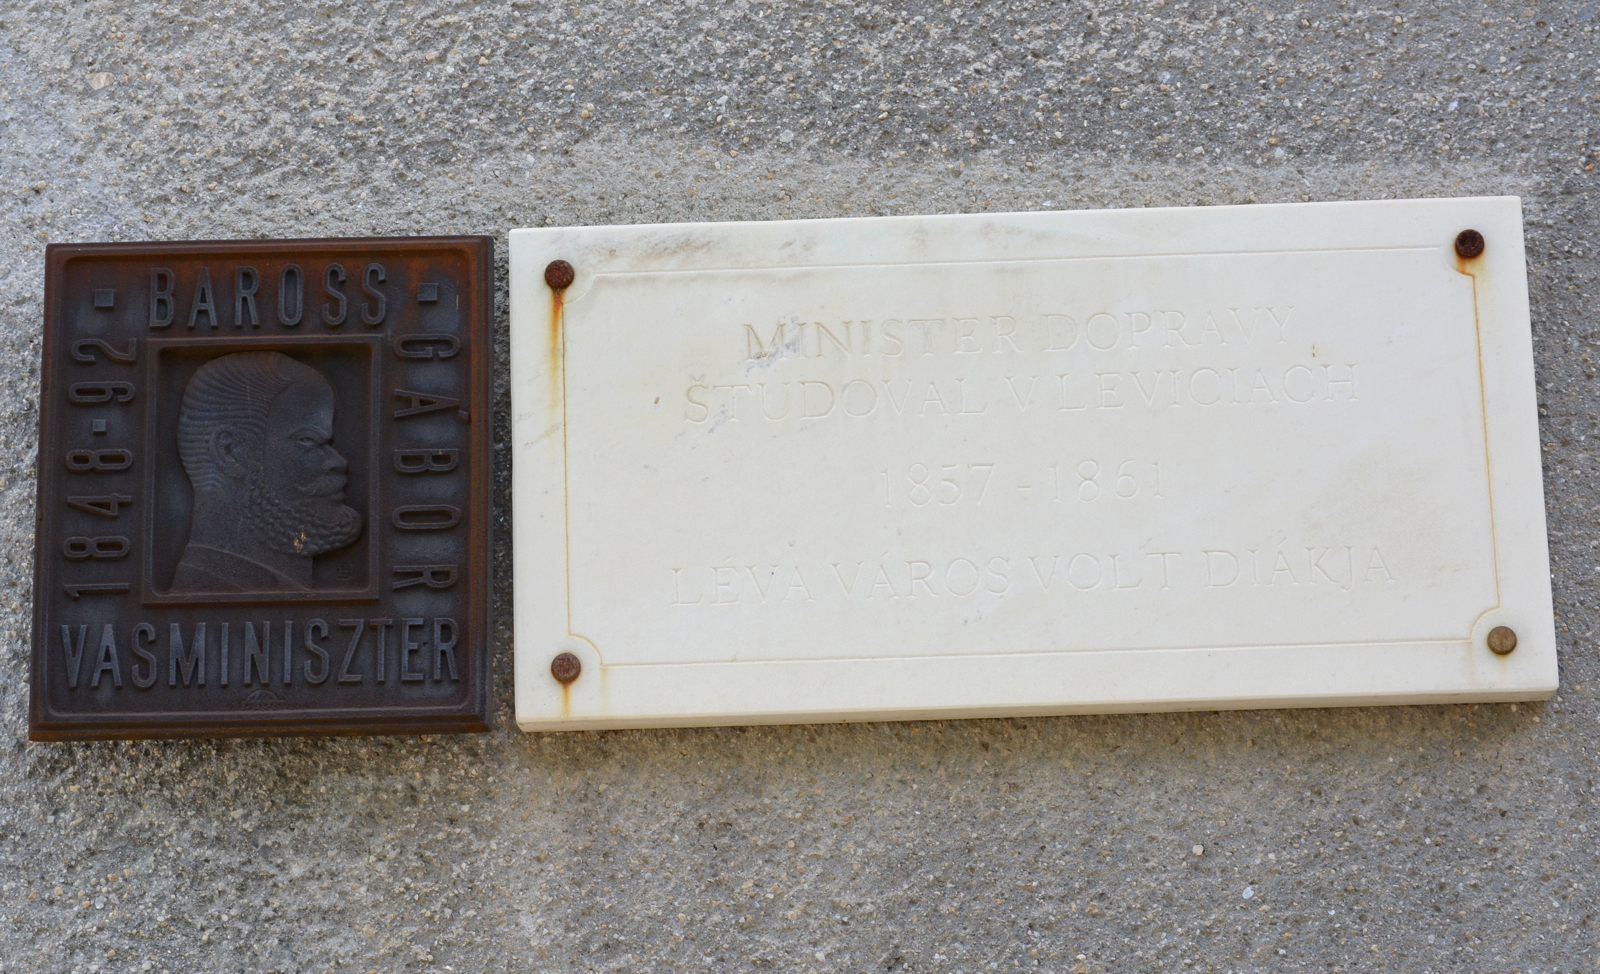 BAROSS
GÁBOR
1848-92
VASMINISZTER
MINISTER DOPRAVY
ŠTUDOVAL V LEVICIACH
1857 - 1861
LÉVA VÁROS VOLT DIÁKJA